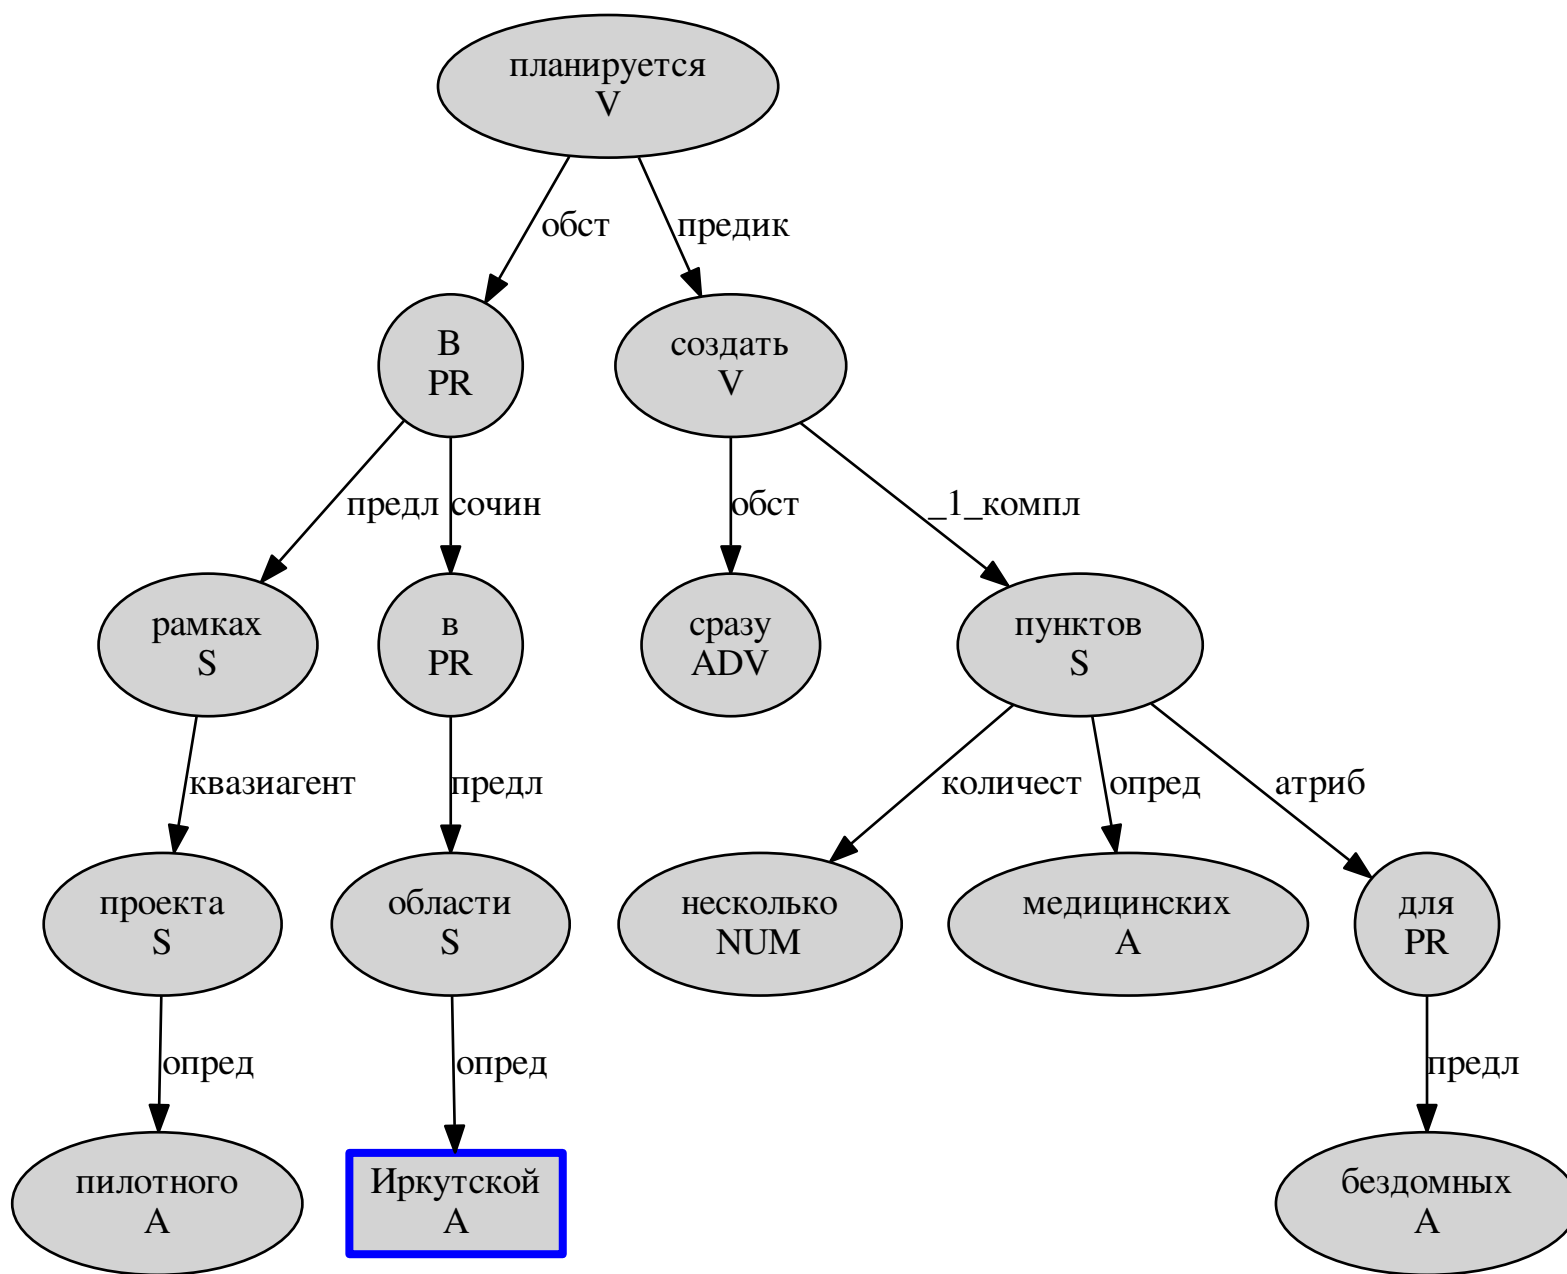 планируется
V
обст
предик
В
PR
создать
V
предл
сочин
обст
_1_компл
рамках
S
в
PR
сразу
ADV
пунктов
S
квазиагент
предл
количест
опред
атриб
проекта
S
области
S
несколько
NUM
медицинских
A
для
PR
опред
опред
предл
пилотного
A
Иркутской
A
бездомных
A